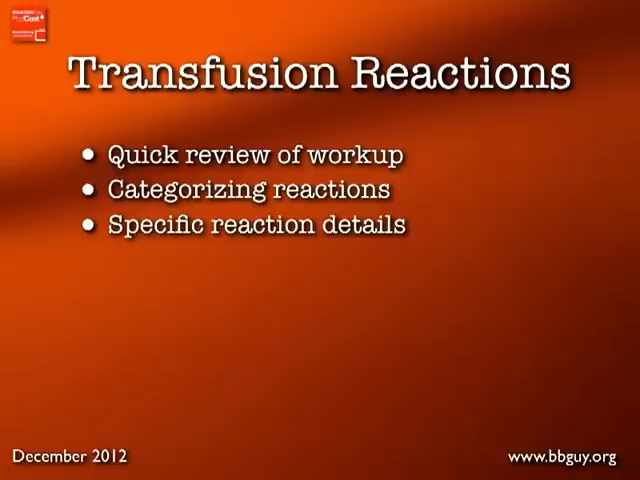 Transfusion Reactions
• Quick review of workup
• Categorizing reactions
• Specific reaction details
December 2012
www.bbguy.org